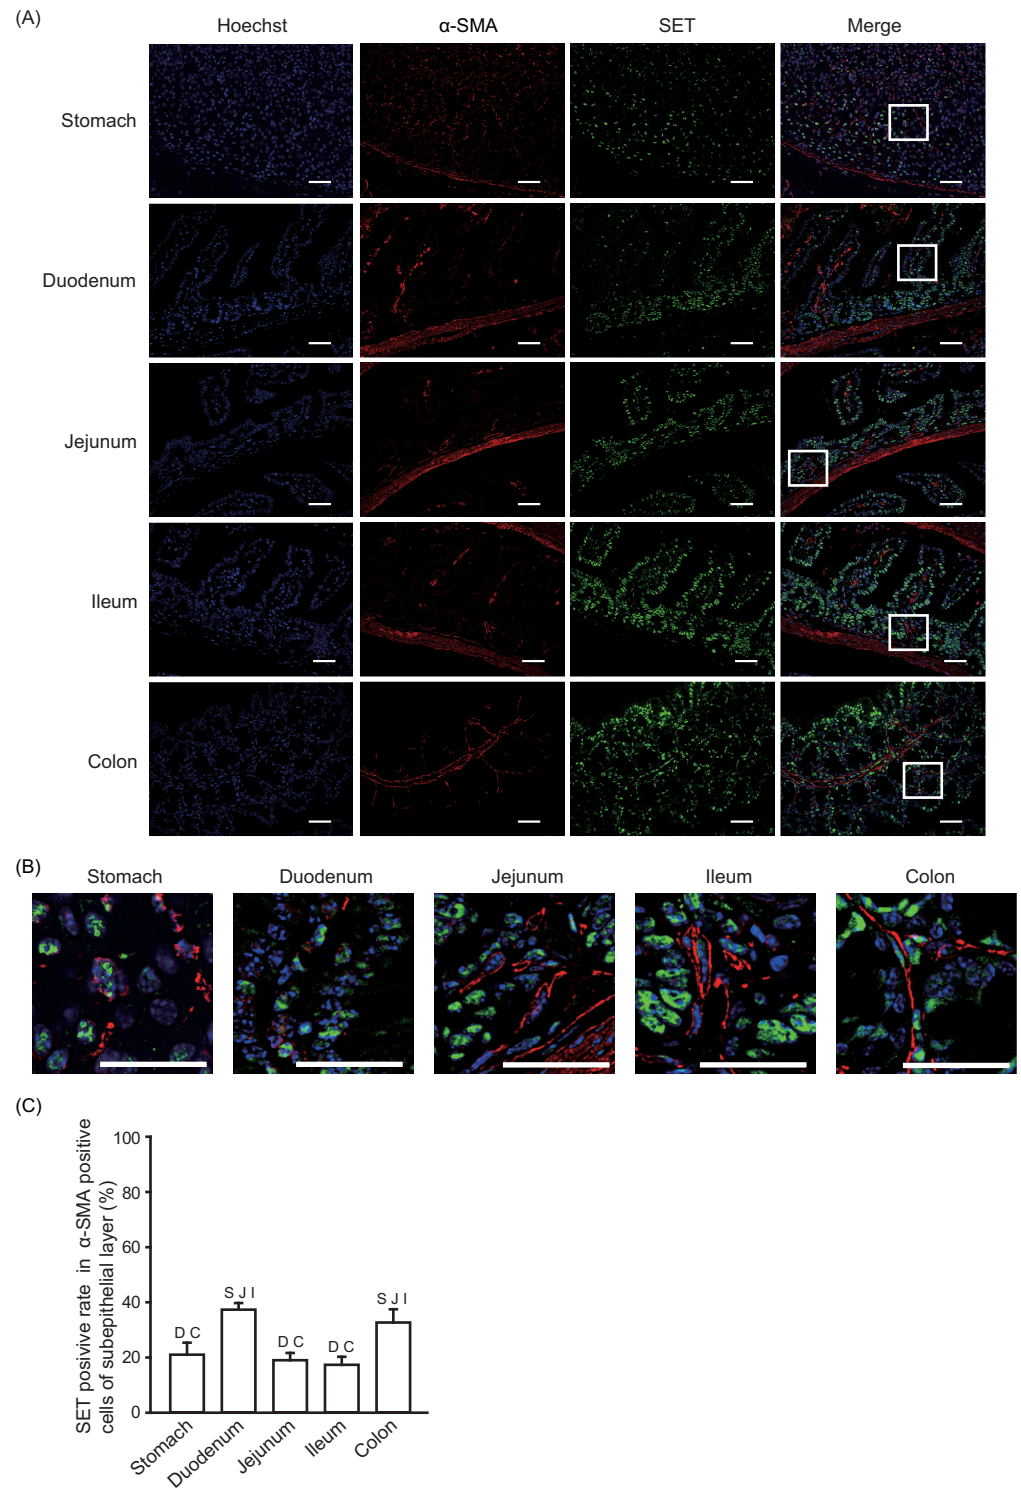 (A)
Hoechst α-SMA SET Merge
Stomach
Duodenum
Jejunum
Ileum
Colon
(B)
Stomach Duodenum Jejunum Ileum Colon
(C)
SET posivive rate in α-SMA positive
cells of subepithelial layer (%)
100
80
60
40
20
0
D C
S J I
D C
D C
S J I
Stomach
Duodenum
Jejunum
Ileum
Colon